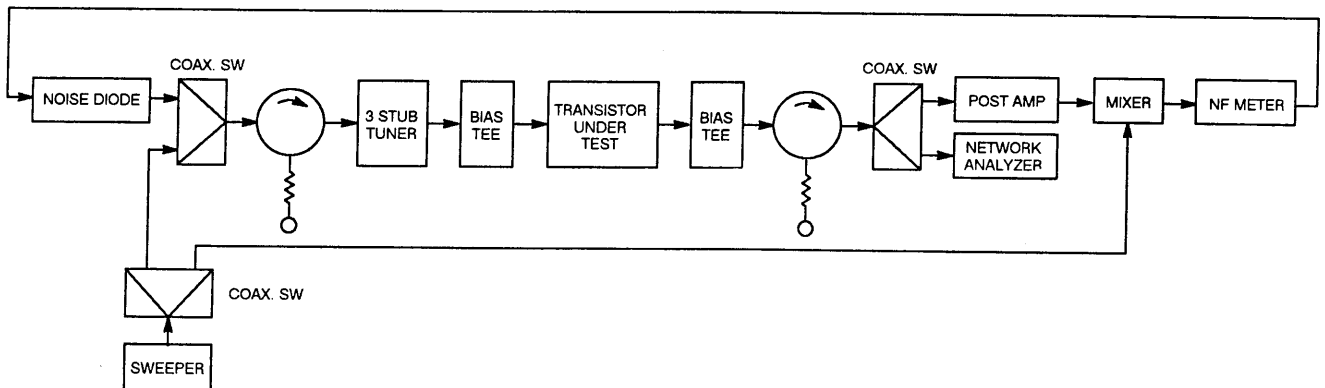 COAX. SW
NOISE DIODE
3 STUB
TUNER
BIAS
TEE
TRANSISTOR
UNDER
TEST
BIAS
TEE
COAX. SW
POST AMP
MIXER
NF METER
NETWORK
ANALYZER
COAX. SW
SWEEPER